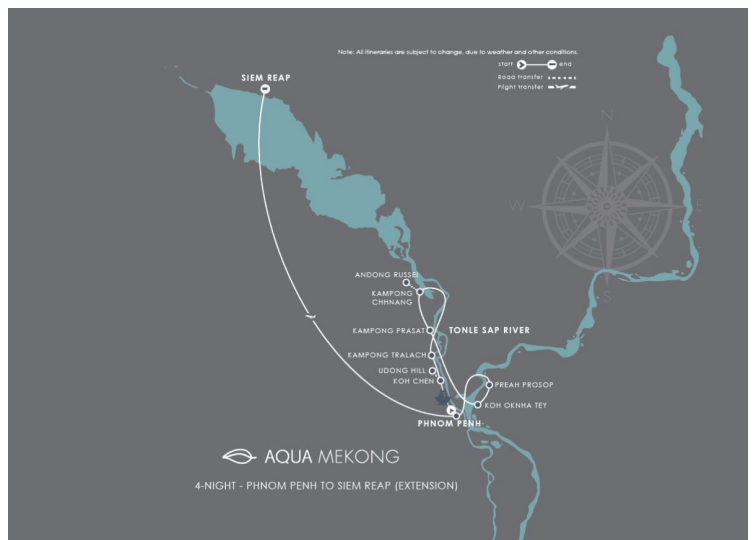 Note: All itineraries are subject to change, due to weather and other conditions.
start end
Road transfer
Flight transfer
SIEM REAP
N
W E
S
ANDONG RUSSEI
KAMPONG
CHHNANG
KAMPONG PRASAT
TONLE SAP RIVER
KAMPONG TRALACH
UDONG HILL
KOH CHEN
PREAH PROSOP
KOH OKNHA TEY
PHNOM PENH
AQUA MEKONG
4-NIGHT - PHNOM PENH TO SIEM REAP (EXTENSION)